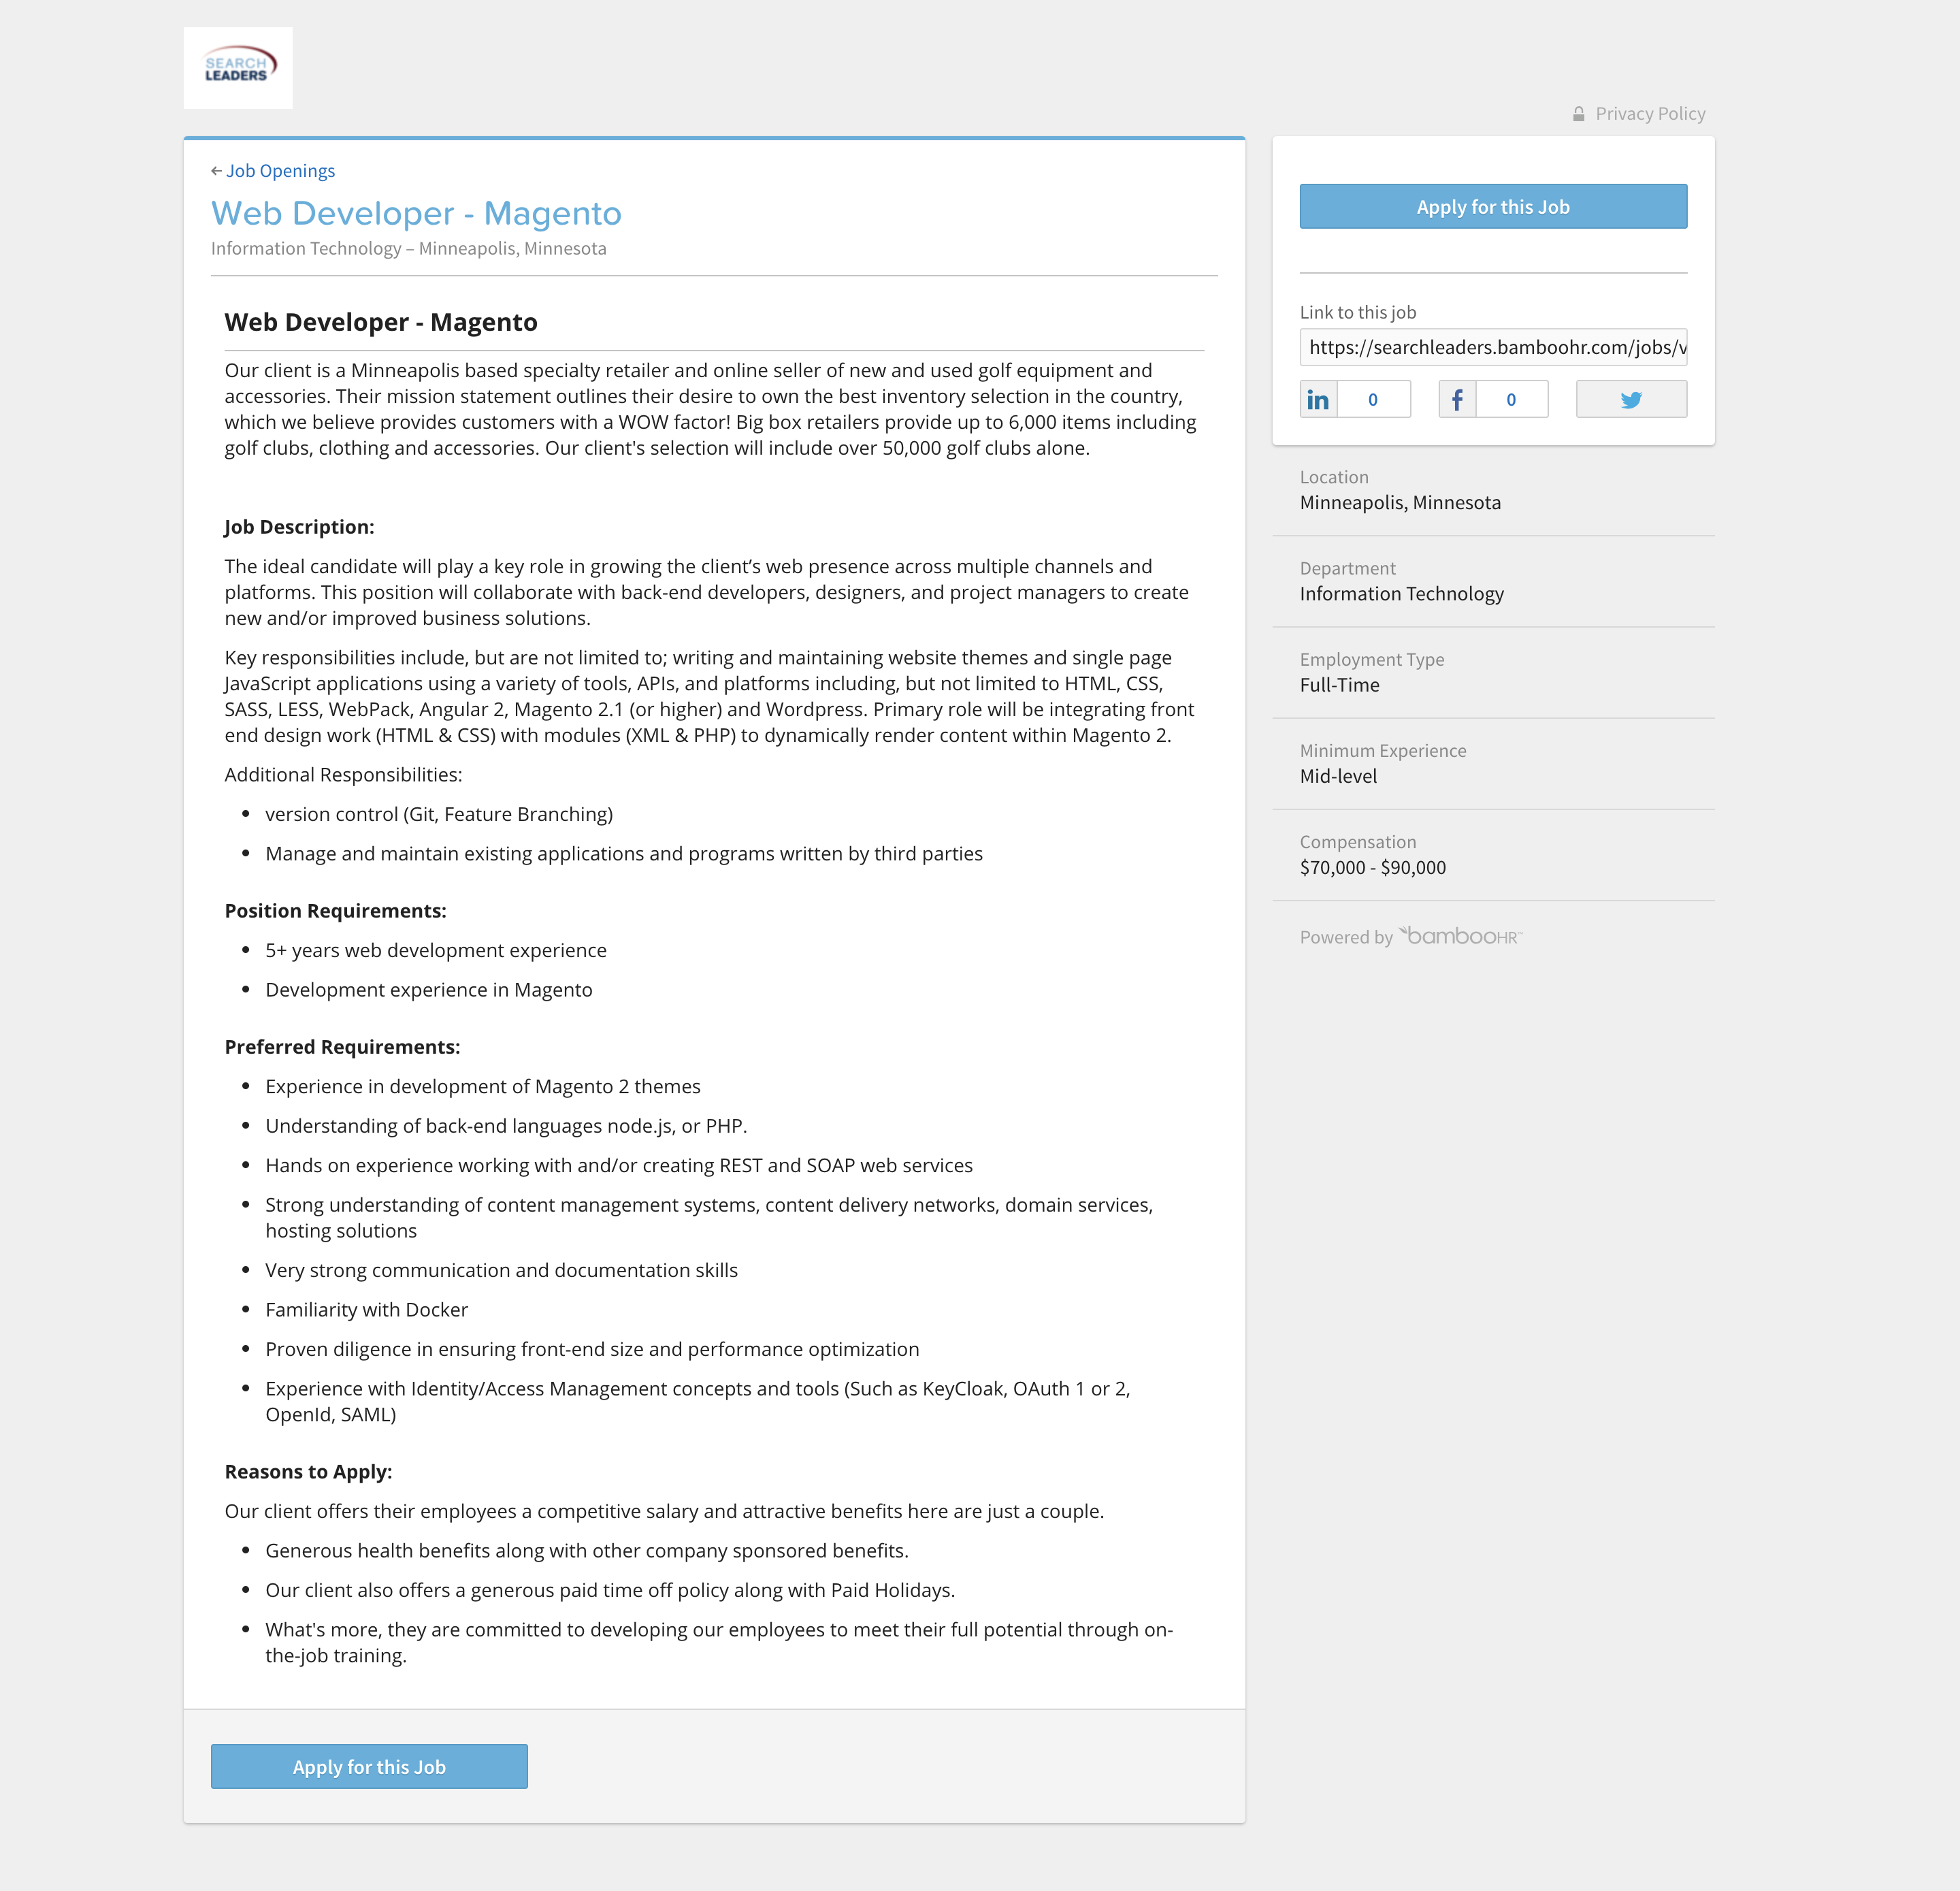 SEARCH
LEADERS
Privacy Policy
← Job Openings
Web Developer - Magento
Information Technology – Minneapolis, Minnesota
Web Developer - Magento
Our client is a Minneapolis based specialty retailer and online seller of new and used golf equipment and
accessories. Their mission statement outlines their desire to own the best inventory selection in the country,
which we believe provides customers with a WOW factor! Big box retailers provide up to 6,000 items including
golf clubs, clothing and accessories. Our client's selection will include over 50,000 golf clubs alone.
Job Description:
The ideal candidate will play a key role in growing the client’s web presence across multiple channels and
platforms. This position will collaborate with back-end developers, designers, and project managers to create
new and/or improved business solutions.
Key responsibilities include, but are not limited to; writing and maintaining website themes and single page
JavaScript applications using a variety of tools, APIs, and platforms including, but not limited to HTML, CSS,
SASS, LESS, WebPack, Angular 2, Magento 2.1 (or higher) and Wordpress. Primary role will be integrating front
end design work (HTML & CSS) with modules (XML & PHP) to dynamically render content within Magento 2.
Additional Responsibilities:
• version control (Git, Feature Branching)
• Manage and maintain existing applications and programs written by third parties
Position Requirements:
• 5+ years web development experience
• Development experience in Magento
Preferred Requirements:
• Experience in development of Magento 2 themes
• Understanding of back-end languages node.js, or PHP.
• Hands on experience working with and/or creating REST and SOAP web services
• Strong understanding of content management systems, content delivery networks, domain services,
hosting solutions
• Very strong communication and documentation skills
• Familiarity with Docker
• Proven diligence in ensuring front-end size and performance optimization
• Experience with Identity/Access Management concepts and tools (Such as KeyCloak, OAuth 1 or 2,
OpenId, SAML)
Reasons to Apply:
Our client offers their employees a competitive salary and attractive benefits here are just a couple.
• Generous health benefits along with other company sponsored benefits.
• Our client also offers a generous paid time off policy along with Paid Holidays.
• What's more, they are committed to developing our employees to meet their full potential through on-
the-job training.
Apply for this Job
Apply for this Job
Link to this job
https://searchleaders.bamboohr.com/jobs/v
in 0 f 0
Location
Minneapolis, Minnesota
Department
Information Technology
Employment Type
Full-Time
Minimum Experience
Mid-level
Compensation
$70,000 - $90,000
Powered by bambooHR™